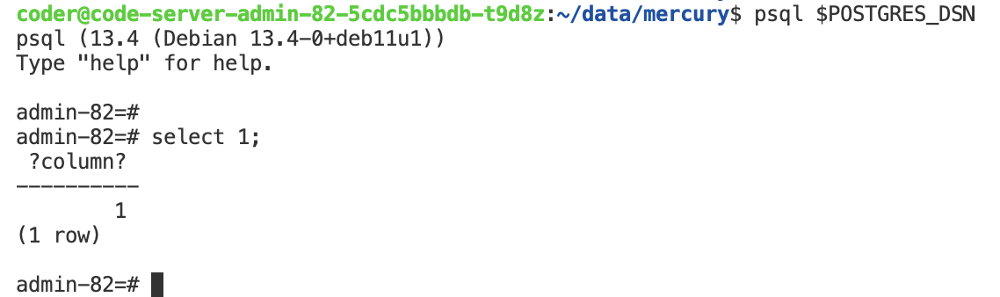 coder@code-server-admin-82-5cdc5bbbdb-t9d8z:~/data/mercury$ psql $POSTGRES_DSN
psql (13.4 (Debian 13.4-0+deb11u1))
Type "help" for help.

admin-82=#
admin-82=# select 1;
 ?column?
----------
        1
(1 row)

admin-82=#